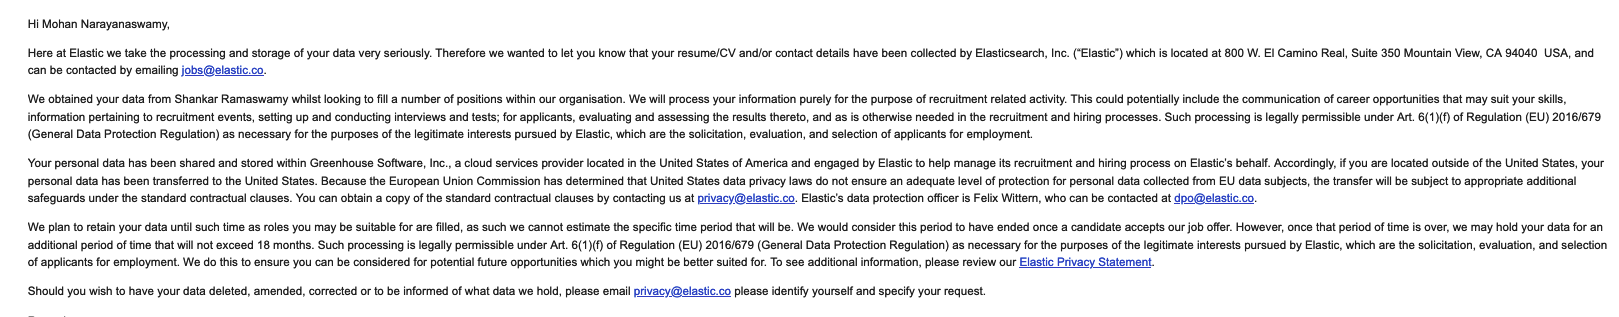 Hi Mohan Narayanaswamy,
Here at Elastic we take the processing and storage of your data very seriously. Therefore we wanted to let you know that your resume/CV and/or contact details have been collected by Elasticsearch, Inc. (“Elastic”) which is located at 800 W. El Camino Real, Suite 350 Mountain View, CA 94040  USA, and
can be contacted by emailing jobs@elastic.co.
We obtained your data from Shankar Ramaswamy whilst looking to fill a number of positions within our organisation. We will process your information purely for the purpose of recruitment related activity. This could potentially include the communication of career opportunities that may suit your skills,
information pertaining to recruitment events, setting up and conducting interviews and tests; for applicants, evaluating and assessing the results thereto, and as is otherwise needed in the recruitment and hiring processes. Such processing is legally permissible under Art. 6(1)(f) of Regulation (EU) 2016/679
(General Data Protection Regulation) as necessary for the purposes of the legitimate interests pursued by Elastic, which are the solicitation, evaluation, and selection of applicants for employment.
Your personal data has been shared and stored within Greenhouse Software, Inc., a cloud services provider located in the United States of America and engaged by Elastic to help manage its recruitment and hiring process on Elastic’s behalf. Accordingly, if you are located outside of the United States, your
personal data has been transferred to the United States. Because the European Union Commission has determined that United States data privacy laws do not ensure an adequate level of protection for personal data collected from EU data subjects, the transfer will be subject to appropriate additional
safeguards under the standard contractual clauses. You can obtain a copy of the standard contractual clauses by contacting us at privacy@elastic.co. Elastic’s data protection officer is Felix Wittern, who can be contacted at dpo@elastic.co.
We plan to retain your data until such time as roles you may be suitable for are filled, as such we cannot estimate the specific time period that will be. We would consider this period to have ended once a candidate accepts our job offer. However, once that period of time is over, we may hold your data for an
additional period of time that will not exceed 18 months. Such processing is legally permissible under Art. 6(1)(f) of Regulation (EU) 2016/679 (General Data Protection Regulation) as necessary for the purposes of the legitimate interests pursued by Elastic, which are the solicitation, evaluation, and selection
of applicants for employment. We do this to ensure you can be considered for potential future opportunities which you might be better suited for. To see additional information, please review our Elastic Privacy Statement.
Should you wish to have your data deleted, amended, corrected or to be informed of what data we hold, please email privacy@elastic.co please identify yourself and specify your request.